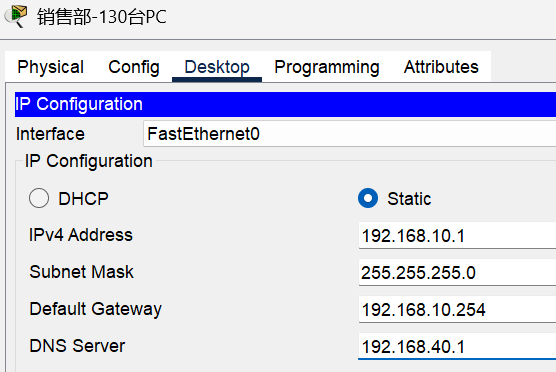 销售部-130台PC
Physical Config Desktop Programming Attributes
IP Configuration
Interface FastEthernet0
IP Configuration
DHCP Static
IPv4 Address 192.168.10.1
Subnet Mask 255.255.255.0
Default Gateway 192.168.10.254
DNS Server 192.168.40.1